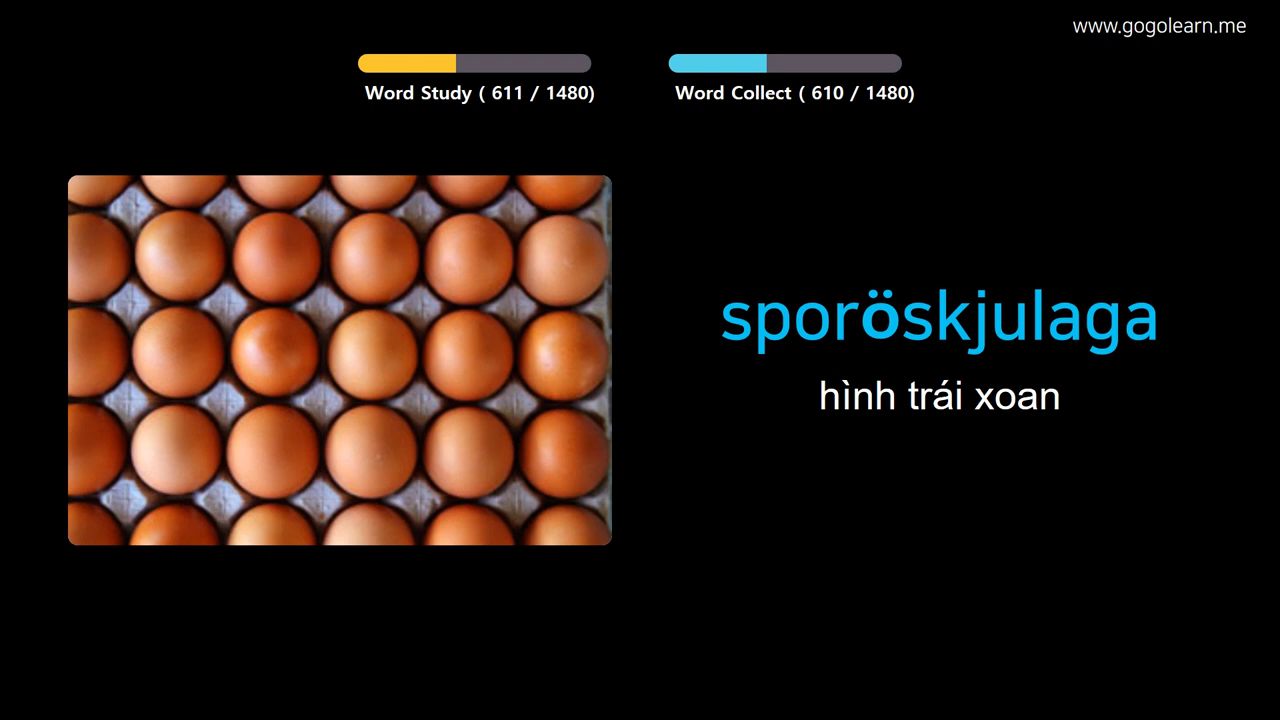 www.gogolearn.me
Word Study ( 611 / 1480)
Word Collect ( 610 / 1480)
sporöskjulaga
hình trái xoan